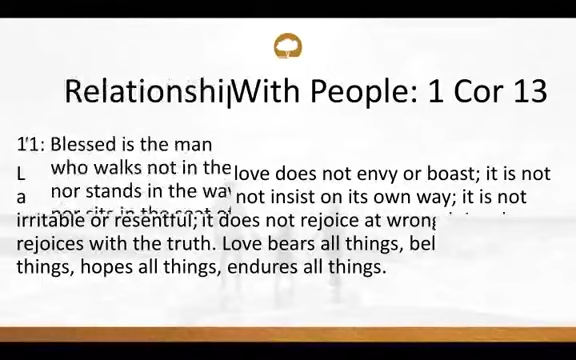 Relationshi With People: 1 Cor 13
1'1: Blessed is the man
who walks not in the love does not envy or boast; it is not
nor stands in the way not insist on its own way; it is not
irritable or resentful; it does not rejoice at wrong
rejoices with the truth. Love bears all things, bel
things, hopes all things, endures all things.